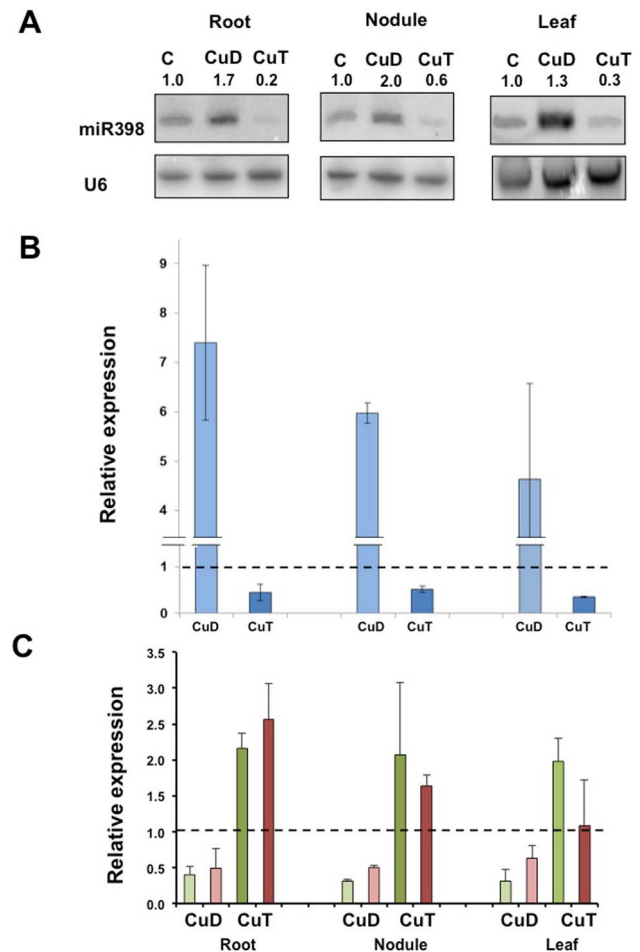 A
Root Nodule Leaf
C CuD CuT C CuD CuT C CuD CuT
1.0 1.7 0.2 1.0 2.0 0.6 1.0 1.3 0.3
miR398
U6
B
Relative expression
9
8
7
6
5
4
1
0
CuD CuT CuD CuT CuD CuT
C
Relative expression
3.5
3.0
2.5
2.0
1.5
1.0
0.5
0.0
CuD CuT CuD CuT CuD CuT
Root Nodule Leaf